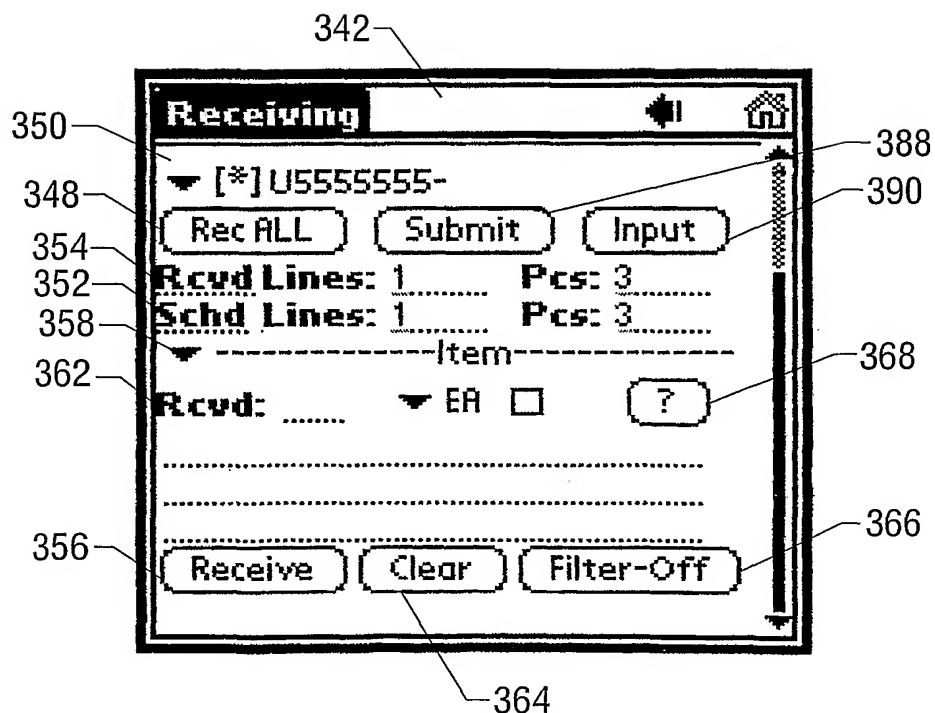 342
Receiving
350
[*] U5555555-
388
348
Rec ALL Submit Input
390
354
Rcvd Lines: 1 Pcs: 3
352
Schd Lines: 1 Pcs: 3
358
Item
362
Rcvd: EA ?
368
356
Receive Clear Filter-Off
366
364